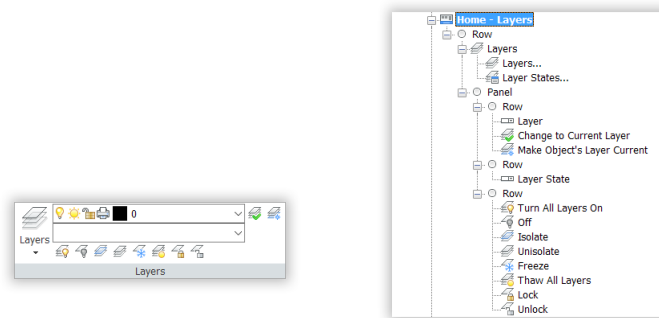 0
Layers
Layers
Home - Layers
Row
Layers
Layers...
Layer States...
Panel
Row
Layer
Change to Current Layer
Make Object's Layer Current
Row
Layer State
Row
Turn All Layers On
Off
Isolate
Unisolate
Freeze
Thaw All Layers
Lock
Unlock